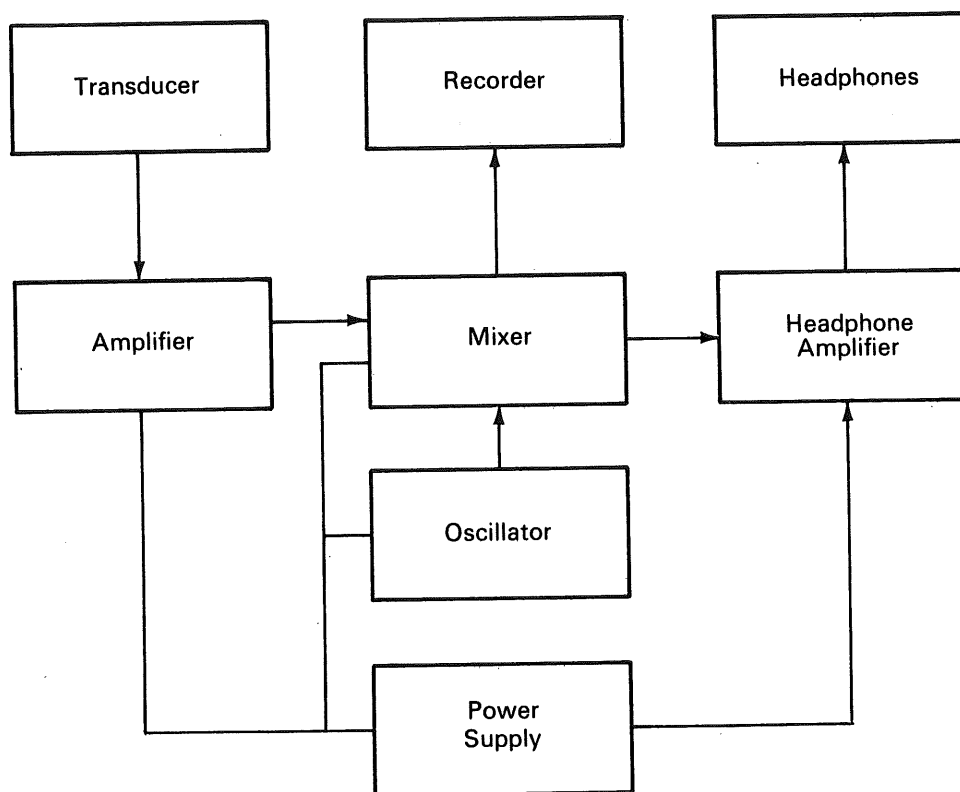 Transducer
Recorder
Headphones
Amplifier
Mixer
Headphone
Amplifier
Oscillator
Power
Supply